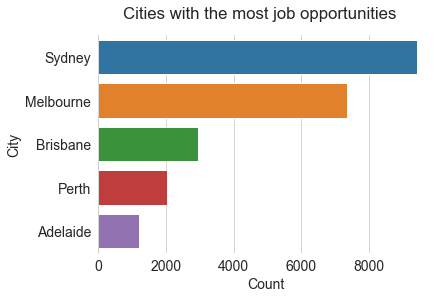 Cities with the most job opportunities
Sydney
Melbourne
Brisbane
Perth
Adelaide
City
0 2000 4000 6000 8000
Count